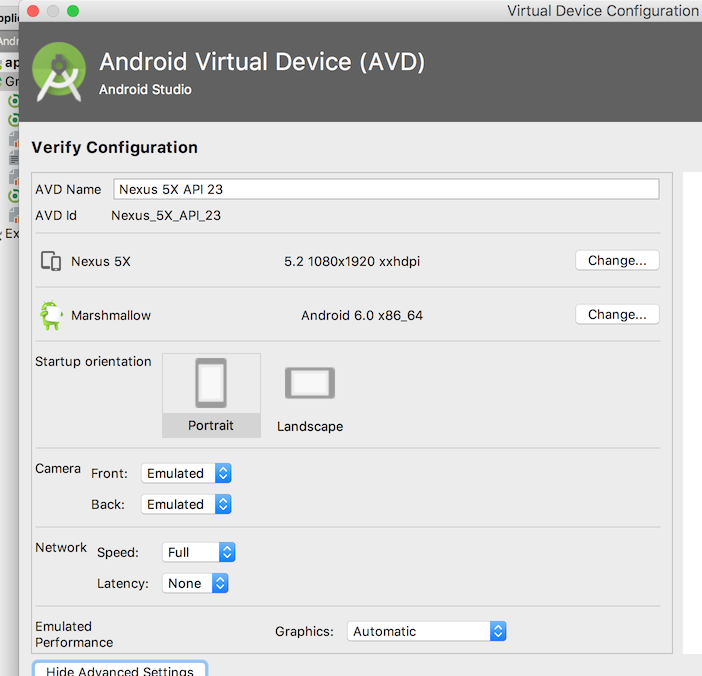 Virtual Device Configuration
Android Virtual Device (AVD)
Android Studio
Verify Configuration
AVD Name Nexus 5X API 23
AVD Id Nexus_5X_API_23
Nexus 5X 5.2 1080x1920 xxhdpi Change...
Marshmallow Android 6.0 x86_64 Change...
Startup orientation
Portrait Landscape
Camera Front: Emulated
Back: Emulated
Network Speed: Full
Latency: None
Emulated
Performance
Graphics: Automatic
Hide Advanced Settings